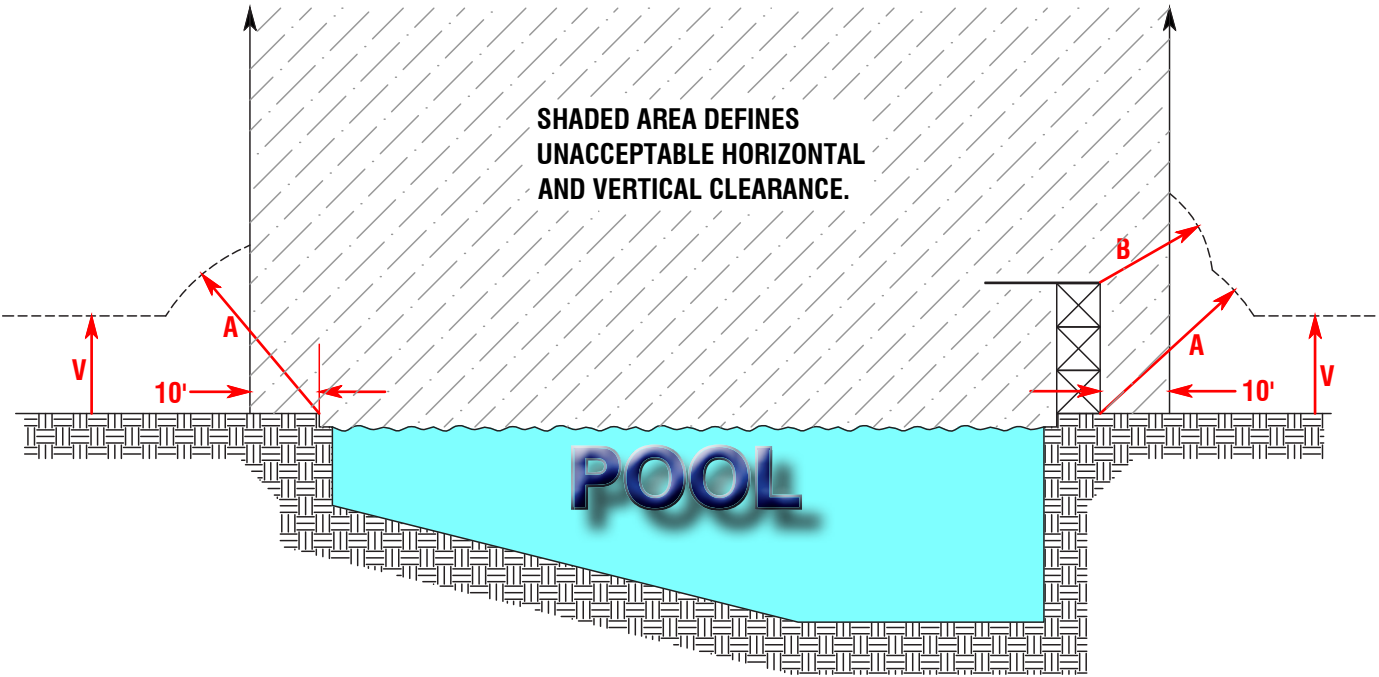 SHADED AREA DEFINES
UNACCEPTABLE HORIZONTAL
AND VERTICAL CLEARANCE.
B
A
A
V
V
10'
10'
POOL